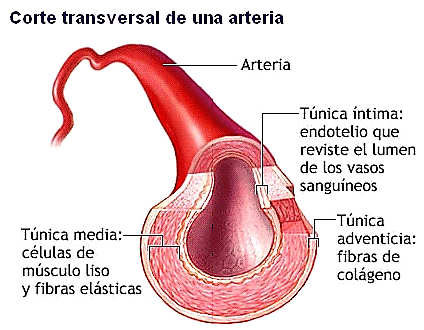 Corte transversal de una arteria
Arteria
Túnica íntima:
endotelio que
reviste el lumen
de los vasos
sanguíneos
Túnica media:
células de
músculo liso
y fibras elásticas
Túnica
adventicia:
fibras de
colágeno